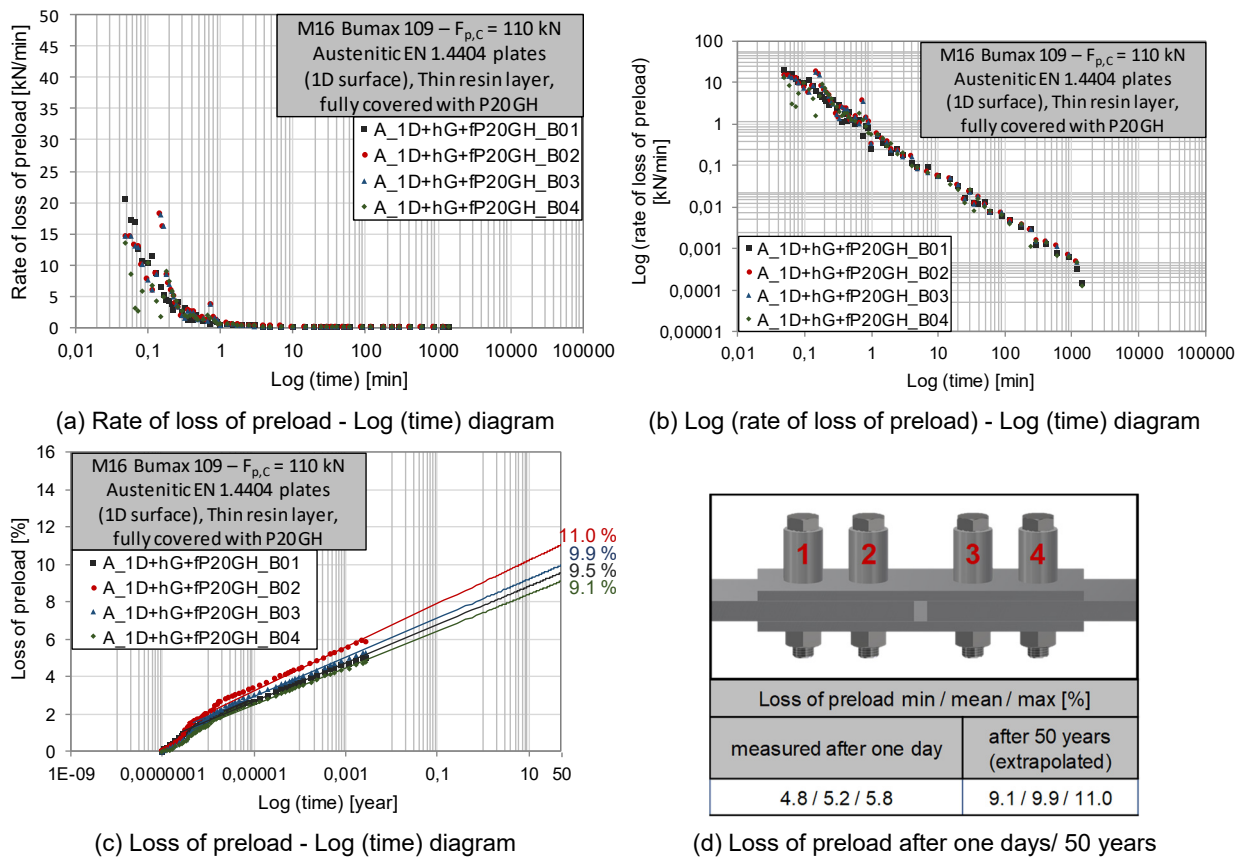 50
45
40
35
30
25
20
15
10
5
0
Rate of loss of preload [kN/min]
M16 Bumax 109 – Fp,C = 110 kN
Austenitic EN 1.4404 plates
(1D surface), Thin resin layer,
fully covered with P20GH
A_1D+hG+fP20GH_B01
A_1D+hG+fP20GH_B02
A_1D+hG+fP20GH_B03
A_1D+hG+fP20GH_B04
0,01 0,1 1 10 100 1000 10000 100000
Log (time) [min]
(a) Rate of loss of preload - Log (time) diagram
100
10
1
0,1
0,01
0,001
0,0001
0,00001
Log (rate of loss of preload)
[kN/min]
M16 Bumax 109 – Fp,C = 110 kN
Austenitic EN 1.4404 plates
(1D surface), Thin resin layer,
fully covered with P20GH
A_1D+hG+fP20GH_B01
A_1D+hG+fP20GH_B02
A_1D+hG+fP20GH_B03
A_1D+hG+fP20GH_B04
0,01 0,1 1 10 100 1000 10000 100000
Log (time) [min]
(b) Log (rate of loss of preload) - Log (time) diagram
16
14
12
10
8
6
4
2
0
Loss of preload [%]
M16 Bumax 109 – Fp,C = 110 kN
Austenitic EN 1.4404 plates
(1D surface), Thin resin layer,
fully covered with P20GH
A_1D+hG+fP20GH_B01
A_1D+hG+fP20GH_B02
A_1D+hG+fP20GH_B03
A_1D+hG+fP20GH_B04
11.0 %
9.9 %
9.5 %
9.1 %
1E-09 0,0000001 0,00001 0,001 0,1 10 50
Log (time) [year]
(c) Loss of preload - Log (time) diagram
1 2 3 4
Loss of preload min / mean / max [%]
measured after one day
after 50 years
(extrapolated)
4.8 / 5.2 / 5.8
9.1 / 9.9 / 11.0
(d) Loss of preload after one days/ 50 years